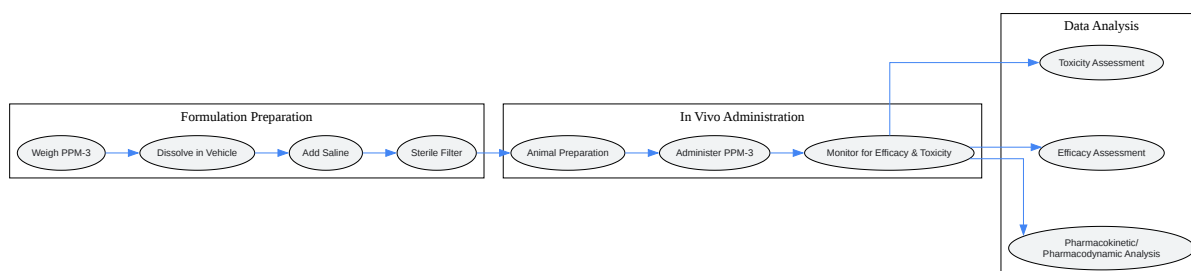 Data Analysis
Toxicity Assessment
Formulation Preparation
In Vivo Administration
Weigh PPM-3
Dissolve in Vehicle
Add Saline
Sterile Filter
Animal Preparation
Administer PPM-3
Monitor for Efficacy & Toxicity
Efficacy Assessment
Pharmacokinetic/
Pharmacodynamic Analysis